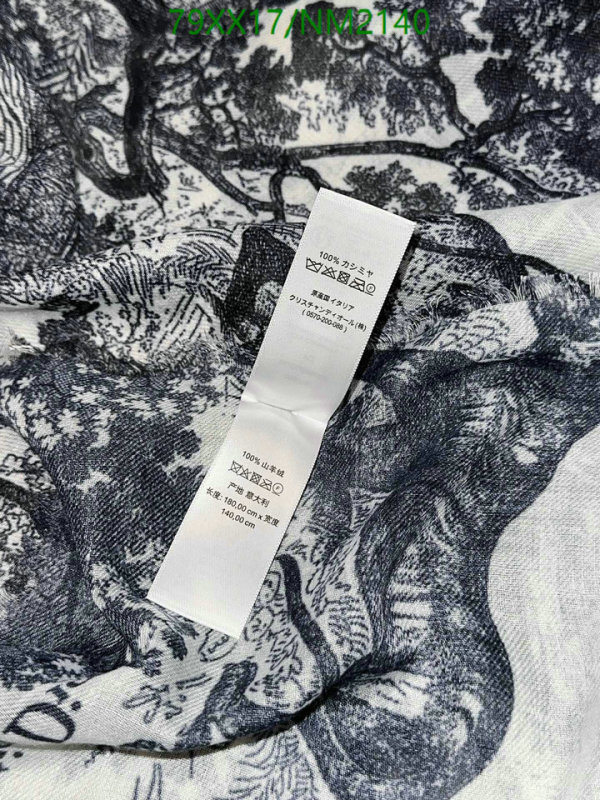 79XX17/NM2140
100% カシミヤ
原産国イタリア
クリスチャンディオール(株)
( 0570-200-088 )
100% 山羊绒
产地 意大利
长度: 180,00 cm x 宽度
140,00 cm
D!